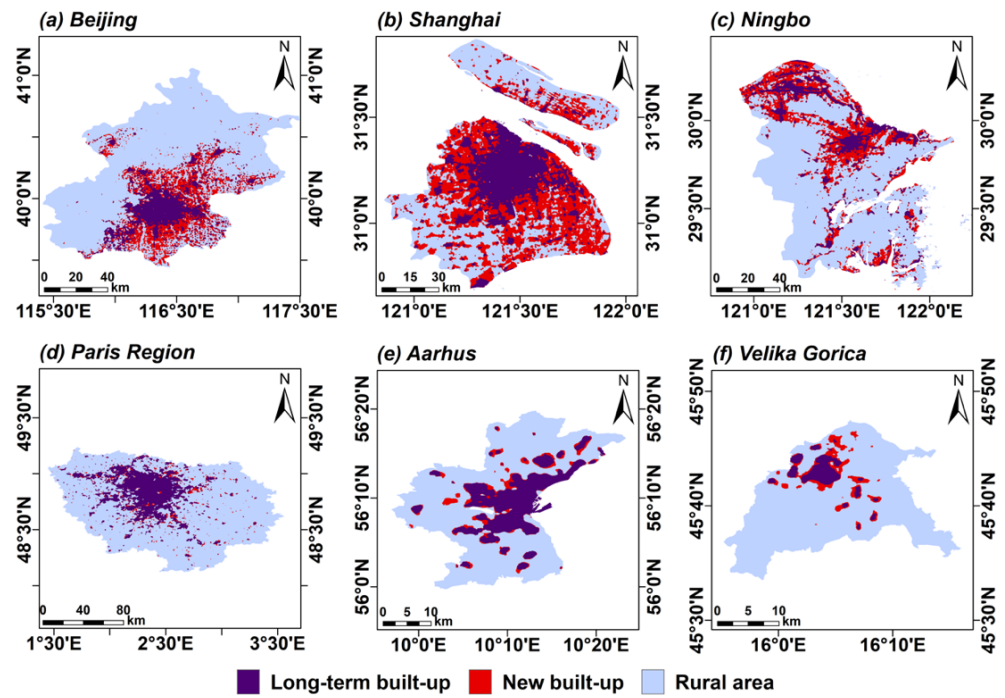 (a) Beijing
N
41°0'N
40°0'N
41°0'N
40°0'N
0 20 40
km
115°30'E 116°30'E 117°30'E
(b) Shanghai
N
31°30'N
31°0'N
31°30'N
31°0'N
0 15 30
km
121°0'E 121°30'E 122°0'E
(c) Ningbo
N
30°0'N
29°30'N
30°0'N
29°30'N
0 20 40
km
121°0'E 121°30'E 122°0'E
(d) Paris Region
N
49°30'N
48°30'N
49°30'N
48°30'N
0 40 80
km
1°30'E 2°30'E 3°30'E
(e) Aarhus
N
56°20'N
56°10'N
56°0'N
56°20'N
56°10'N
56°0'N
0 5 10
km
10°0'E 10°10'E 10°20'E
(f) Velika Gorica
N
45°50'N
45°40'N
45°30'N
45°50'N
45°40'N
45°30'N
0 5 10
km
16°0'E 16°10'E
Long-term built-up New built-up Rural area